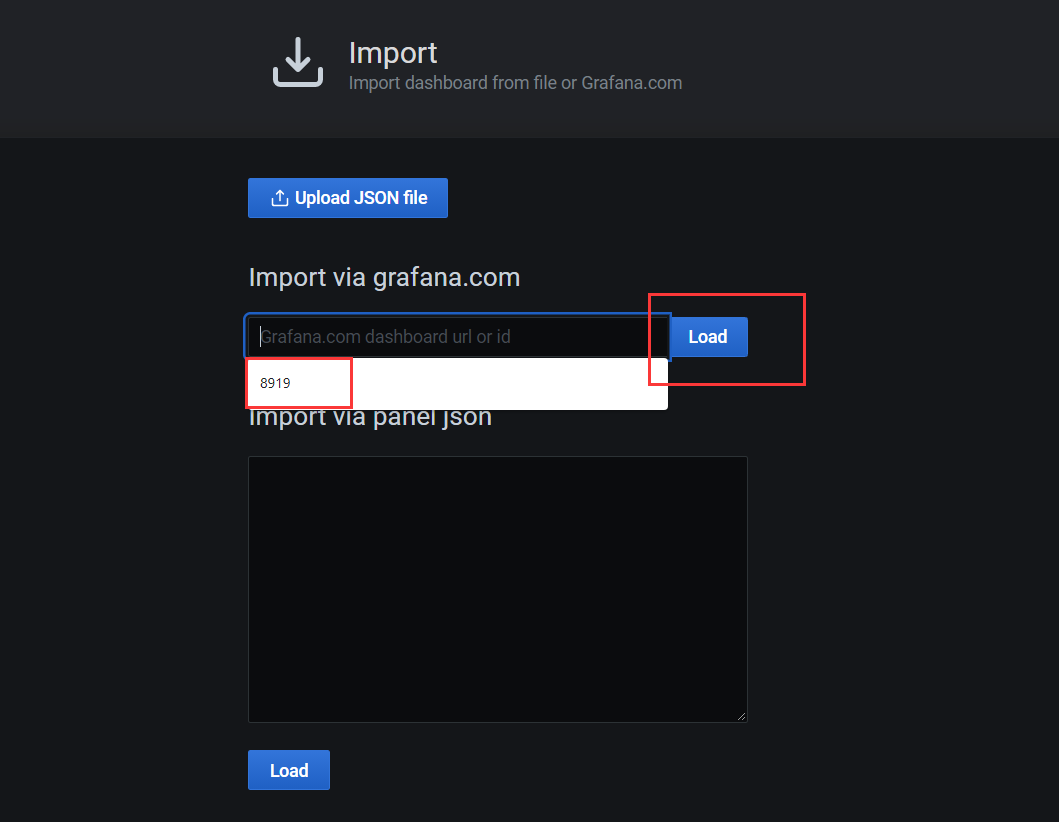 Import
Import dashboard from file or Grafana.com
Upload JSON file
Import via grafana.com
Grafana.com dashboard url or id
Load
8919
Import via panel json
Load